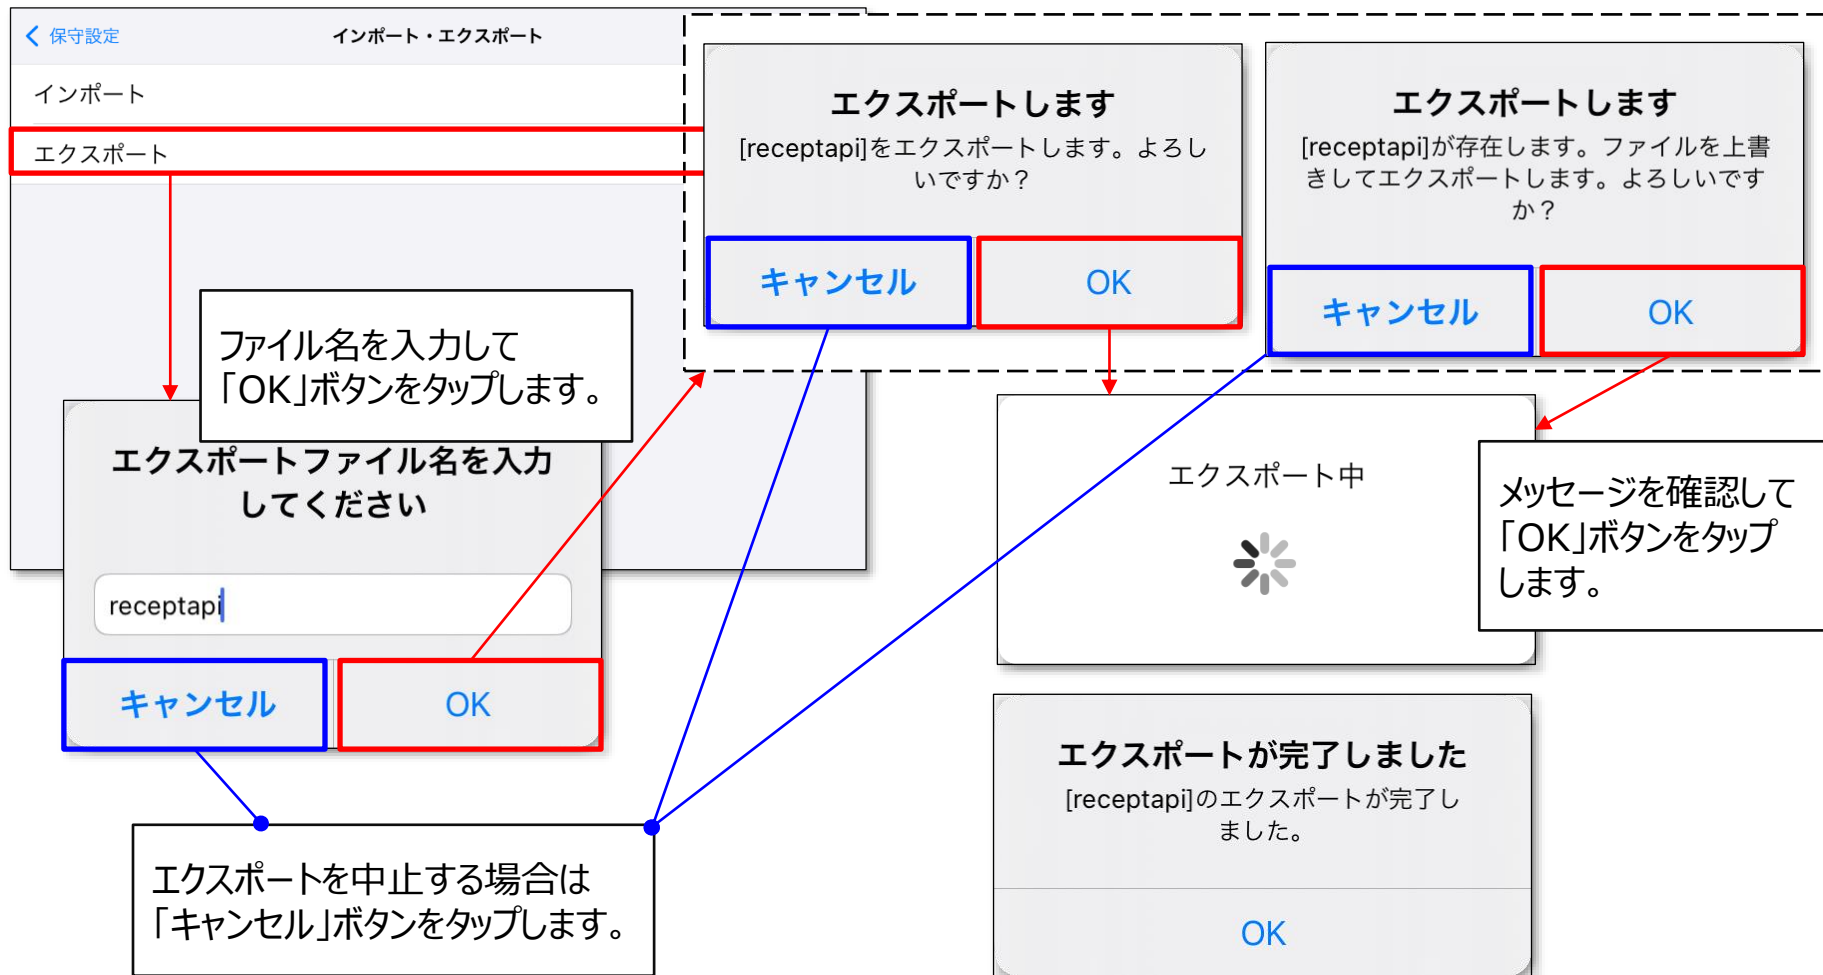 保守設定
インポート・エクスポート
インポート
エクスポート
エクスポートします
[receptapi]をエクスポートします。よろし
いですか？
キャンセル
OK
エクスポートします
[receptapi]が存在します。ファイルを上書
きしてエクスポートします。よろしいです
か？
キャンセル
OK
ファイル名を入力して
「OK」ボタンをタップします。
エクスポートファイル名を入力
してください
receptapi
キャンセル
OK
エクスポート中
メッセージを確認して
「OK」ボタンをタップ
します。
エクスポートが完了しました
[receptapi]のエクスポートが完了し
ました。
OK
エクスポートを中止する場合は
「キャンセル」ボタンをタップします。